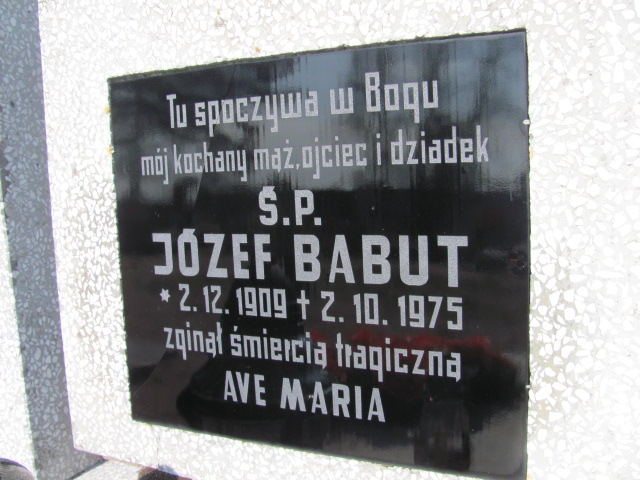 Tu spoczywa w Bogu
mój kochany mąż, ojciec i dziadek
Ś.P.
JÓZEF BABUT
* 2. 12. 1909 † 2. 10. 1975
zginął śmiercią tragiczną
AVE MARIA